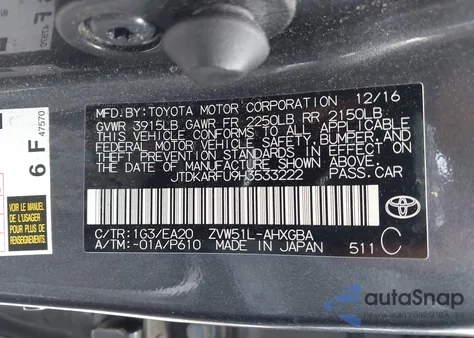 MFD. BY: TOYOTA MOTOR CORPORATION 12/16
GVWR 3915LB GAWR FR 2250LB RR 2150LB
THIS VEHICLE CONFORMS TO ALL APPLICABLE
FEDERAL MOTOR VEHICLE SAFETY, BUMPER, AND
THEFT PREVENTION STANDARDS IN EFFECT ON
THE DATE OF MANUFACTURE SHOWN ABOVE.
JTDKARFU9H3533222 PASS.CAR
C/TR:1G3/EA20 ZVW51L-AHXGBA
A/TM:-01A/P610 MADE IN JAPAN 511 C
TOYOTA
6 F 47570
MANUEL DE
L'USAGER
POUR PLUS DE
autoSnap